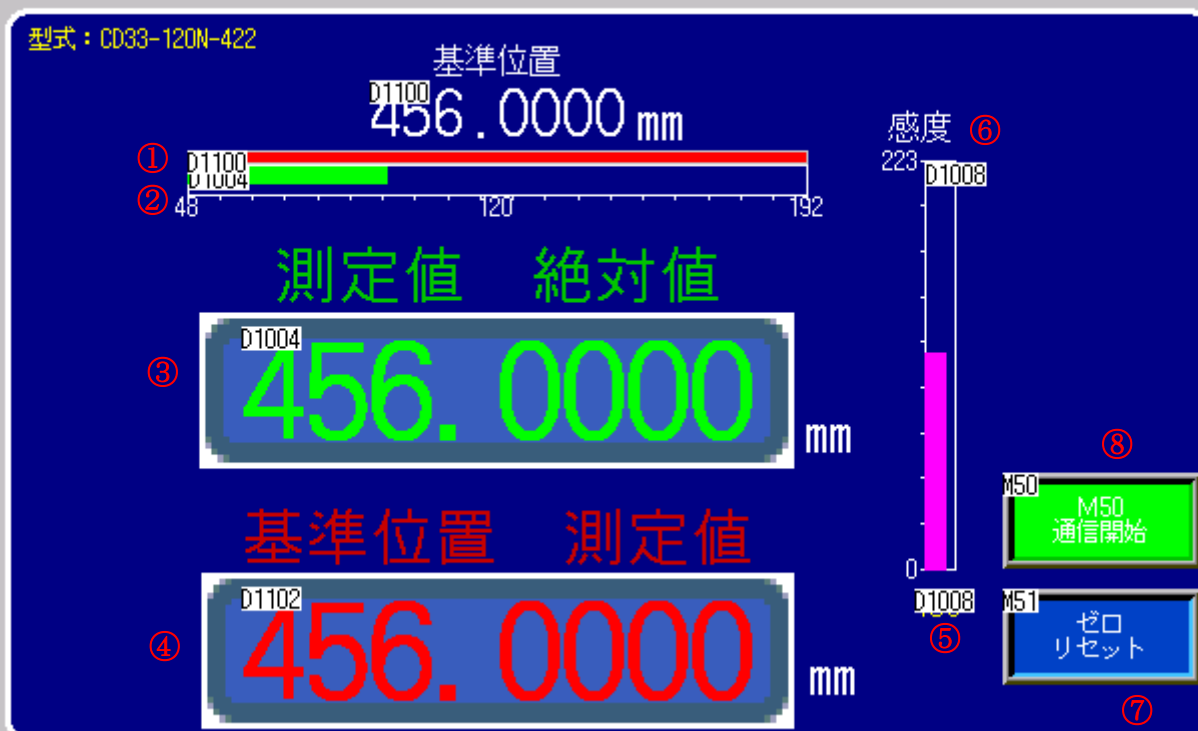 型式：CD33-120N-422
基準位置
D1100
456.0000 mm
①
D1100
D1004
②
48 120 192
感度 ⑥
223
D1008
測定値 絶対値
③
D1004
456.0000 mm
基準位置 測定値
④
D1102
456.0000 mm
0
D1008
⑤
⑧
M50
M50
通信開始
M51
ゼロ
リセット
⑦